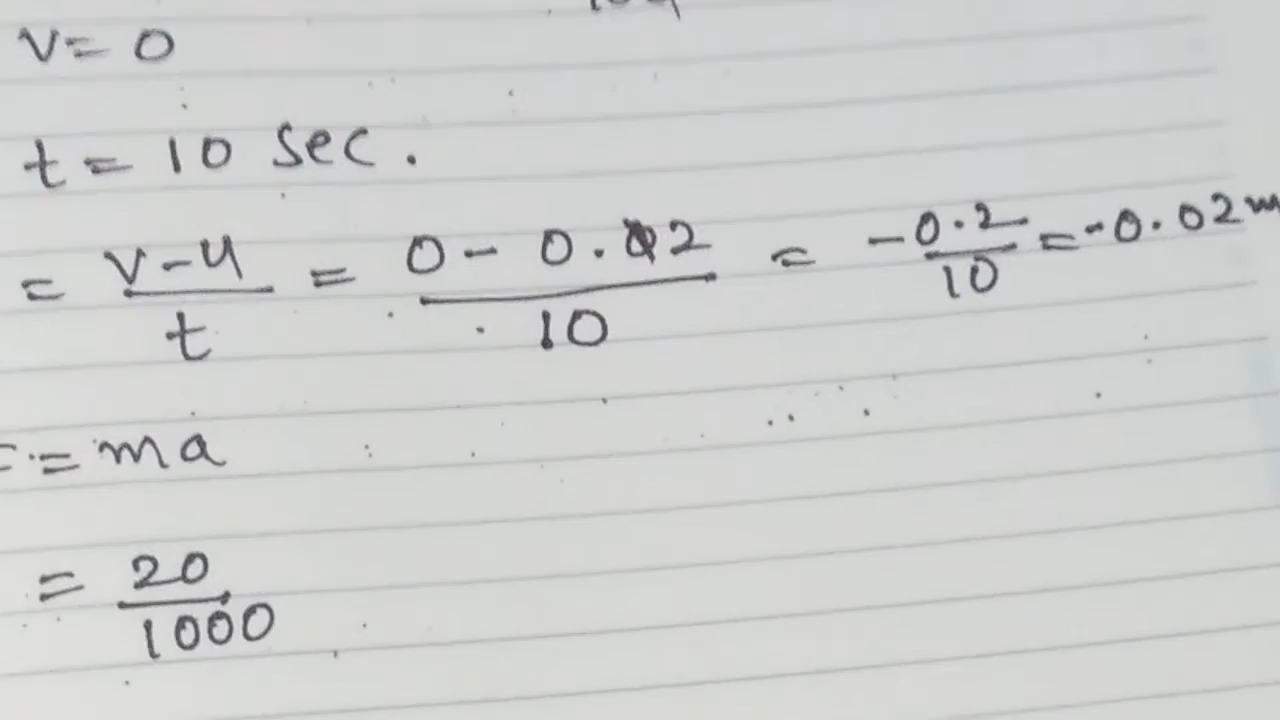 v = 0
t = 10 sec.
= v-u/t = 0 - 0.2/10 = -0.2/10 = -0.02 m
= ma
= 20/1000